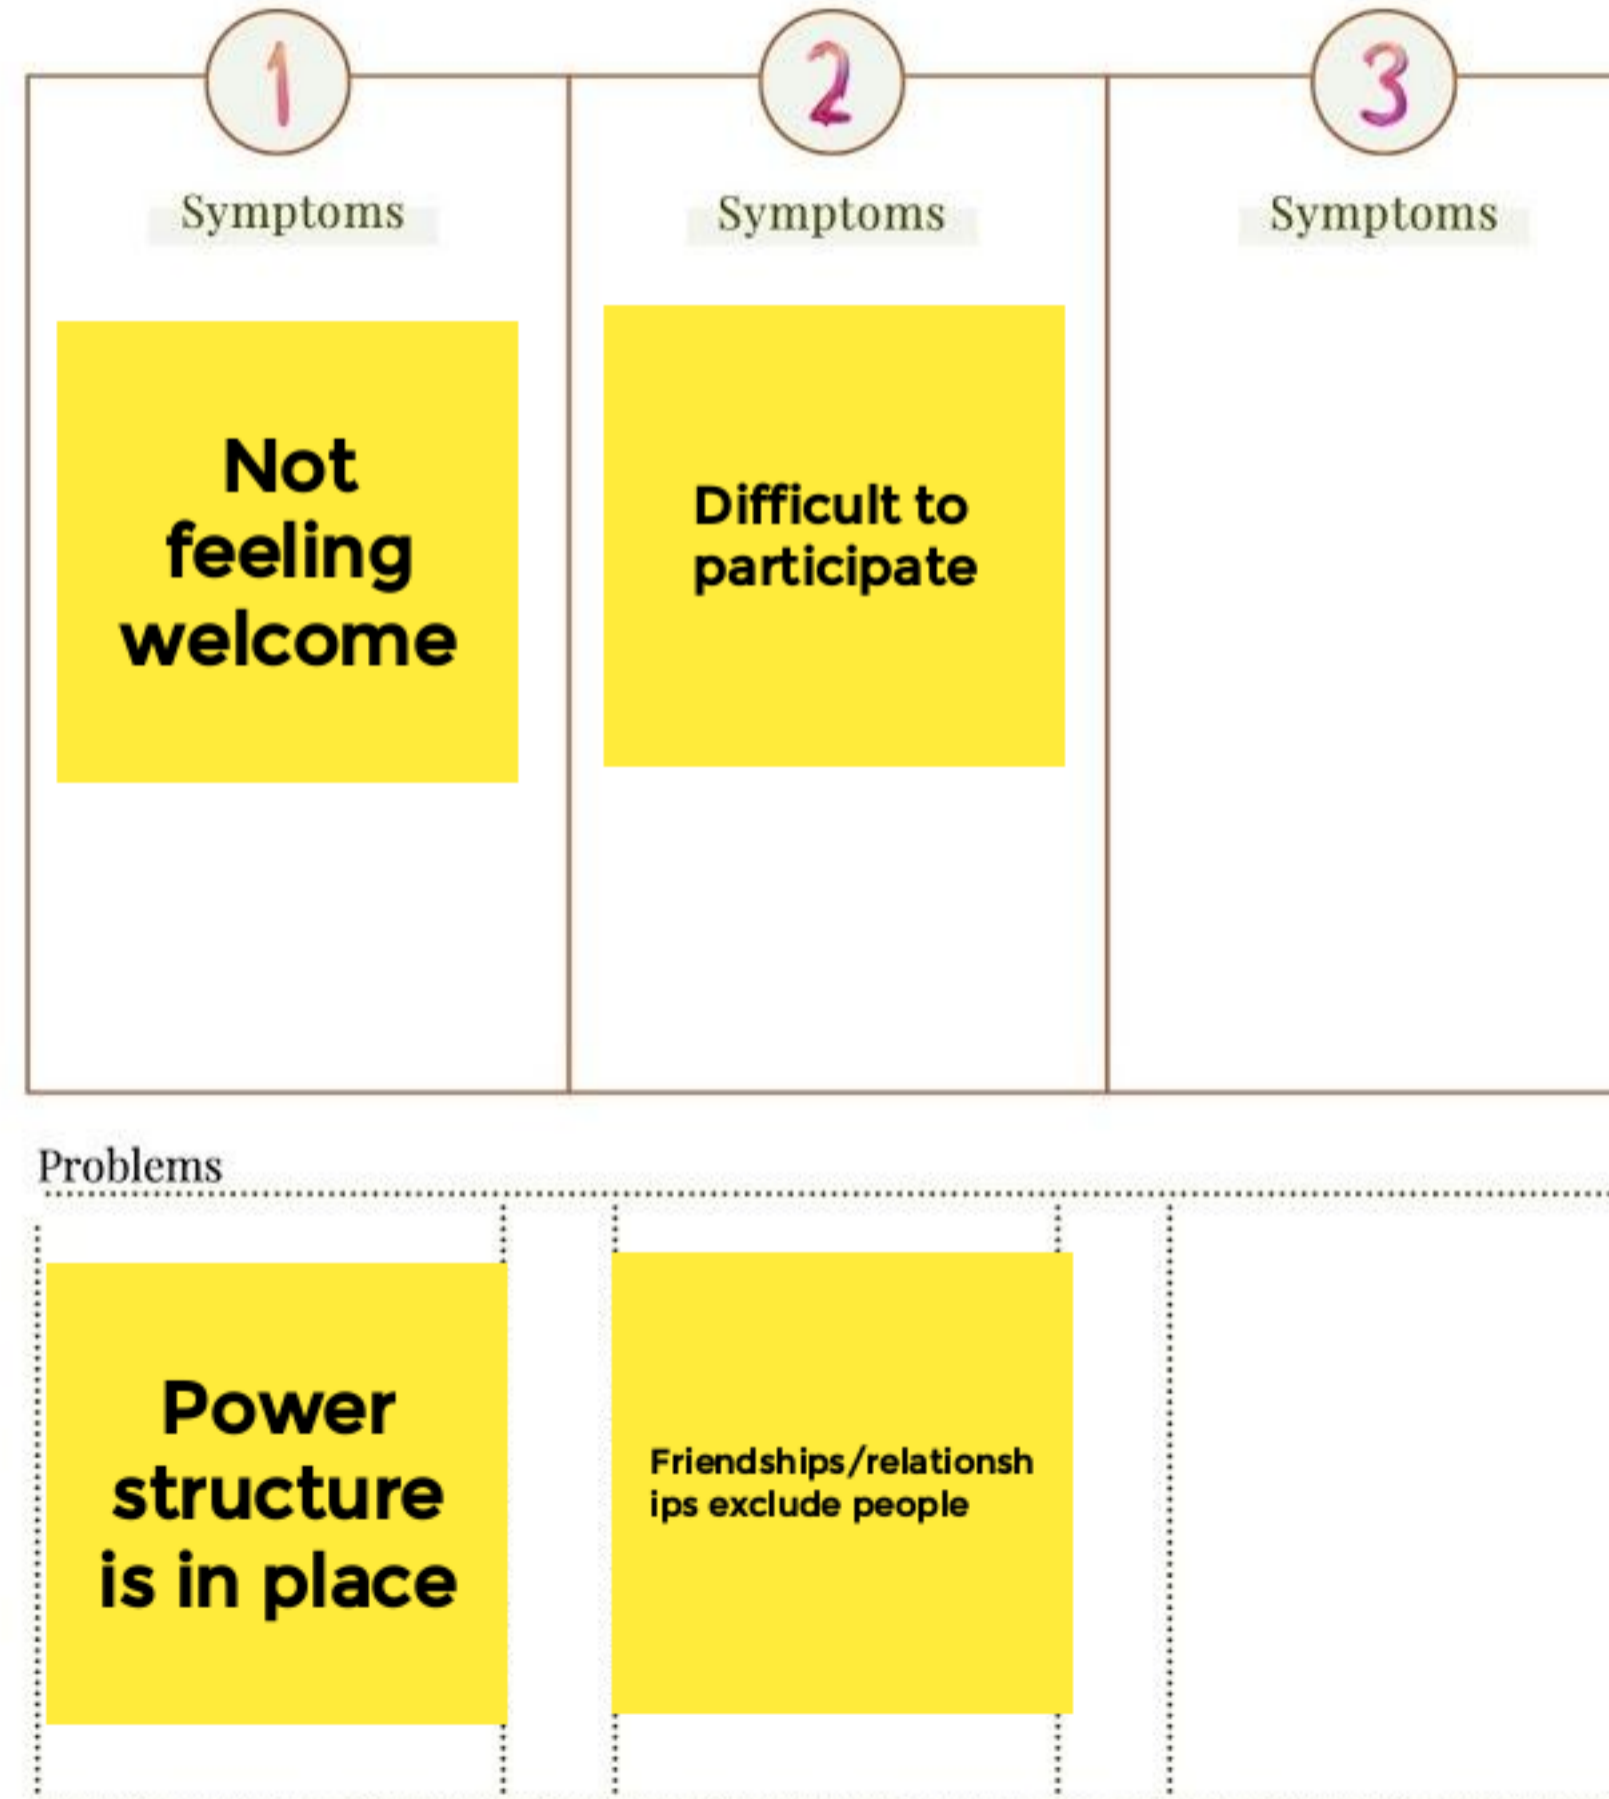 1
2
3
Symptoms
Symptoms
Symptoms
Not
feeling
welcome
Difficult to
participate
Problems
Power
structure
is in place
Friendships/relationsh
ips exclude people